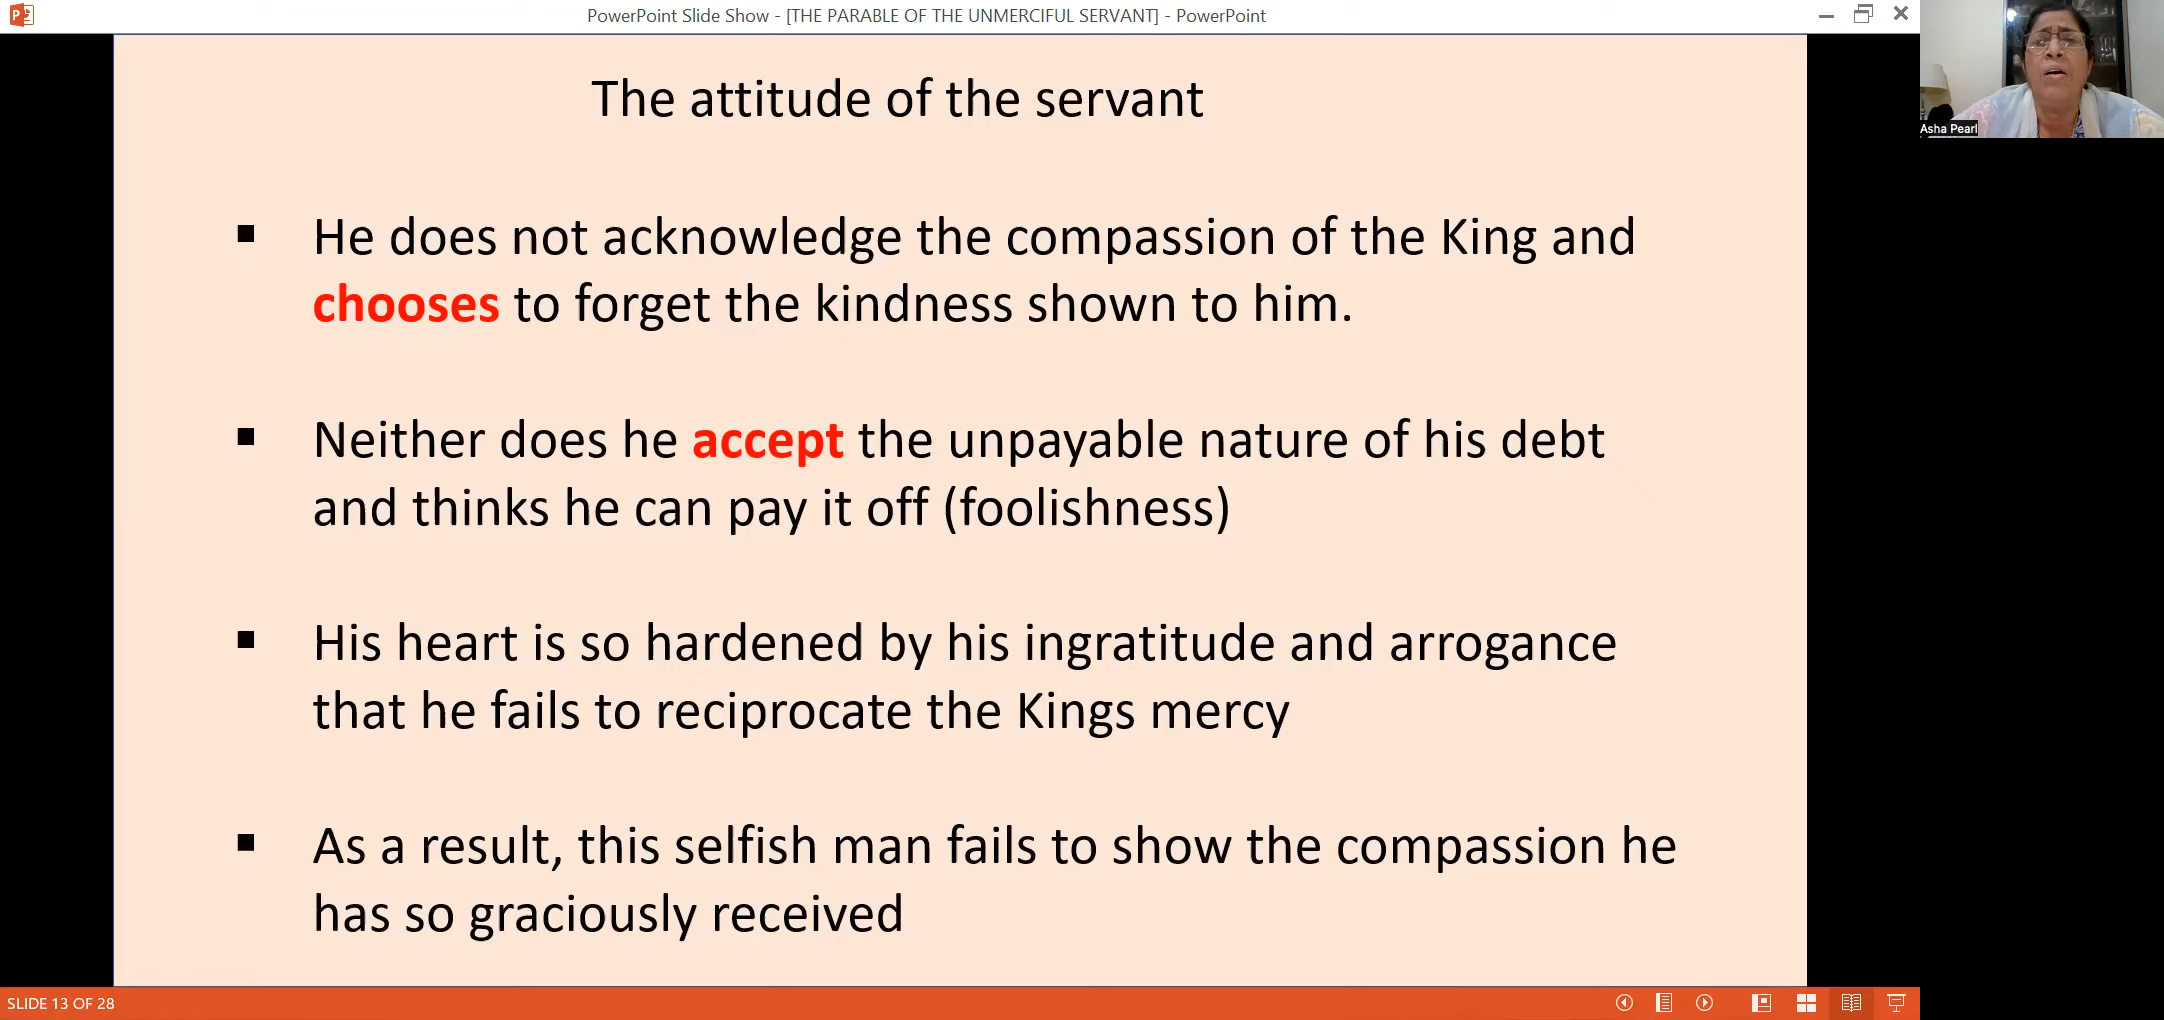 PowerPoint Slide Show - [THE PARABLE OF THE UNMERCIFUL SERVANT] - PowerPoint
Asha Pearl
The attitude of the servant
▪ He does not acknowledge the compassion of the King and
chooses to forget the kindness shown to him.
▪ Neither does he accept the unpayable nature of his debt
and thinks he can pay it off (foolishness)
▪ His heart is so hardened by his ingratitude and arrogance
that he fails to reciprocate the Kings mercy
▪ As a result, this selfish man fails to show the compassion he
has so graciously received
SLIDE 13 OF 28